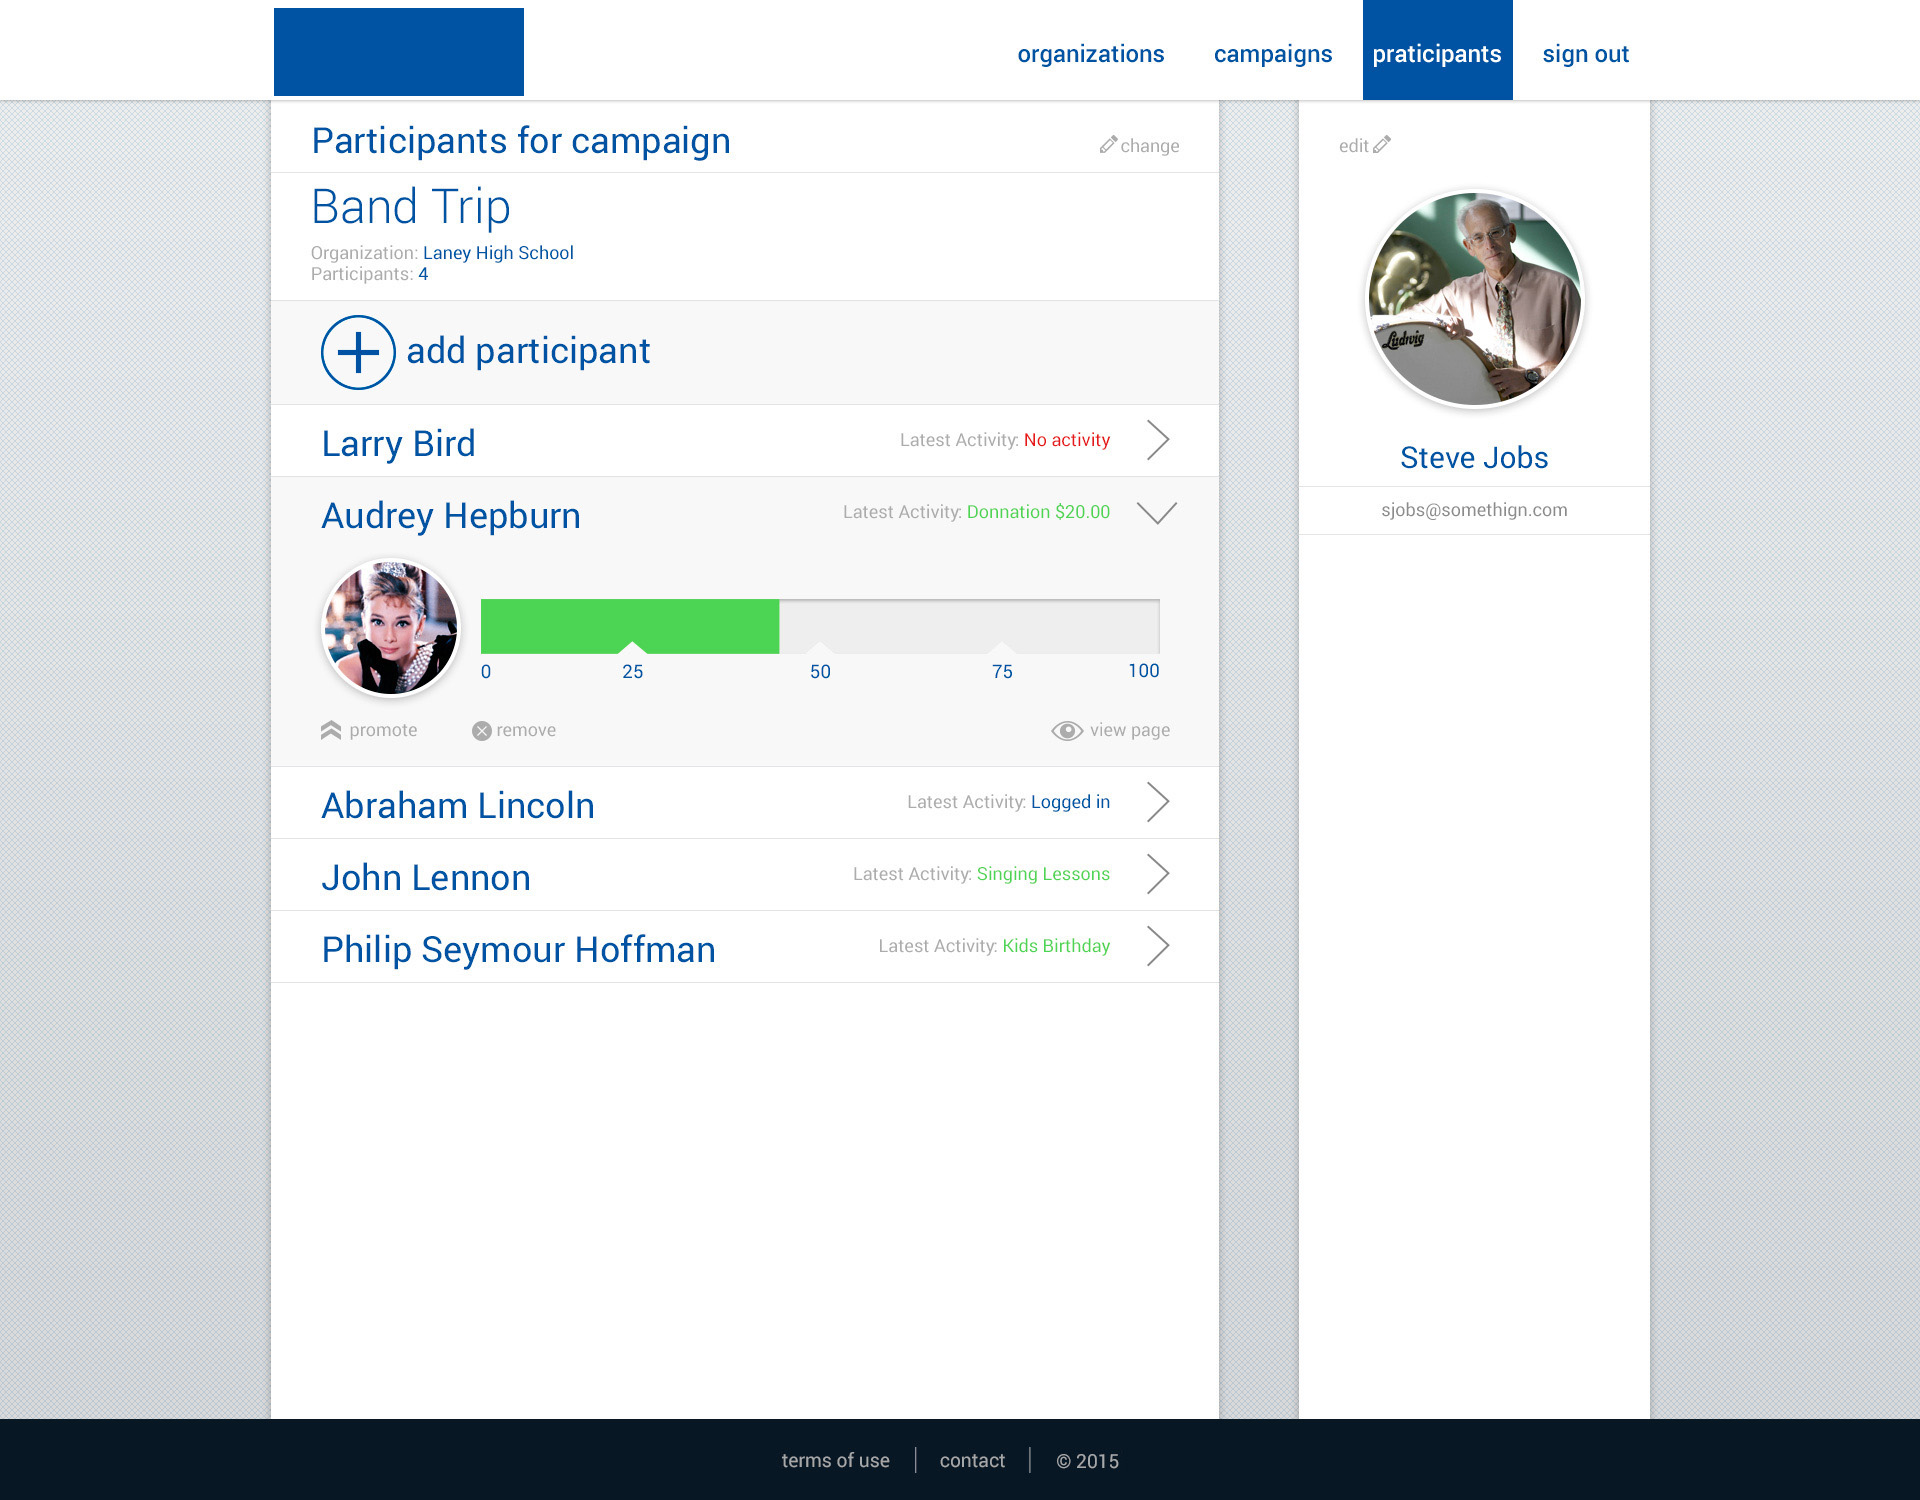 organizations campaigns praticipants sign out
Participants for campaign
change
Band Trip
Organization: Laney High School
Participants: 4
add participant
Larry Bird
Latest Activity: No activity
Audrey Hepburn
Latest Activity: Donnation $20.00
0 25 50 75 100
promote
remove
view page
Abraham Lincoln
Latest Activity: Logged in
John Lennon
Latest Activity: Singing Lessons
Philip Seymour Hoffman
Latest Activity: Kids Birthday
edit
Ludwig
Steve Jobs
sjobs@somethign.com
terms of use
contact
© 2015